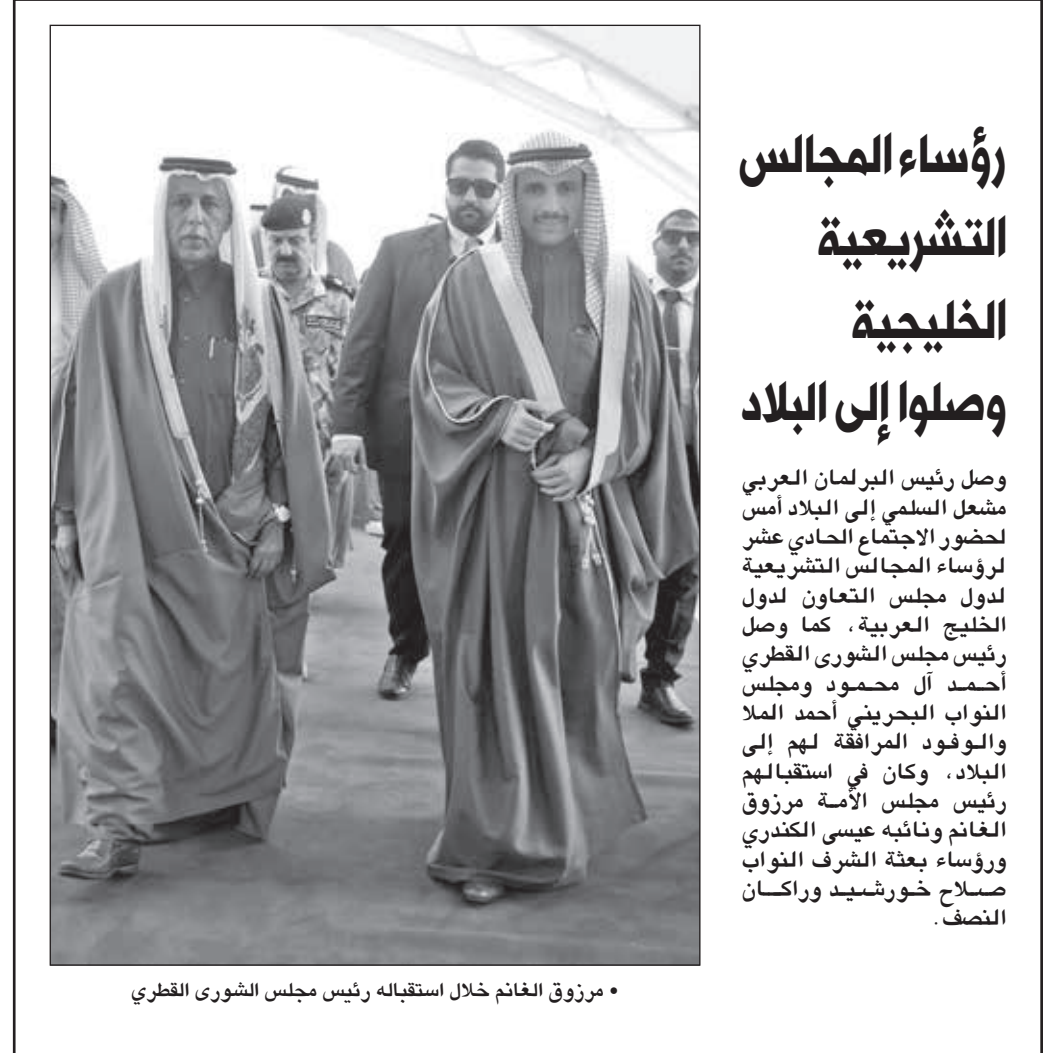 رؤساء المجالس
التشريعية
الخليجية
وصلوا إلى البلاد
وصل رئيس البرلمان العربي
مشعل السلمي إلى البلاد أمس
لحضور الاجتماع الحادي عشر
لرؤساء المجالس التشريعية
لدول مجلس التعاون لدول
الخليج العربية، كما وصل
رئيس مجلس الشورى القطري
أحمد آل محمود ومجلس
النواب البحريني أحمد الملا
والوفود المرافقة لهم إلى
البلاد، وكان في استقبالهم
رئيس مجلس الأمة مرزوق
الغانم ونائبه عيسى الكندري
ورؤساء بعثة الشرف النواب
صلاح خورشيد وراكان
النصف.
• مرزوق الغانم خلال استقباله رئيس مجلس الشورى القطري